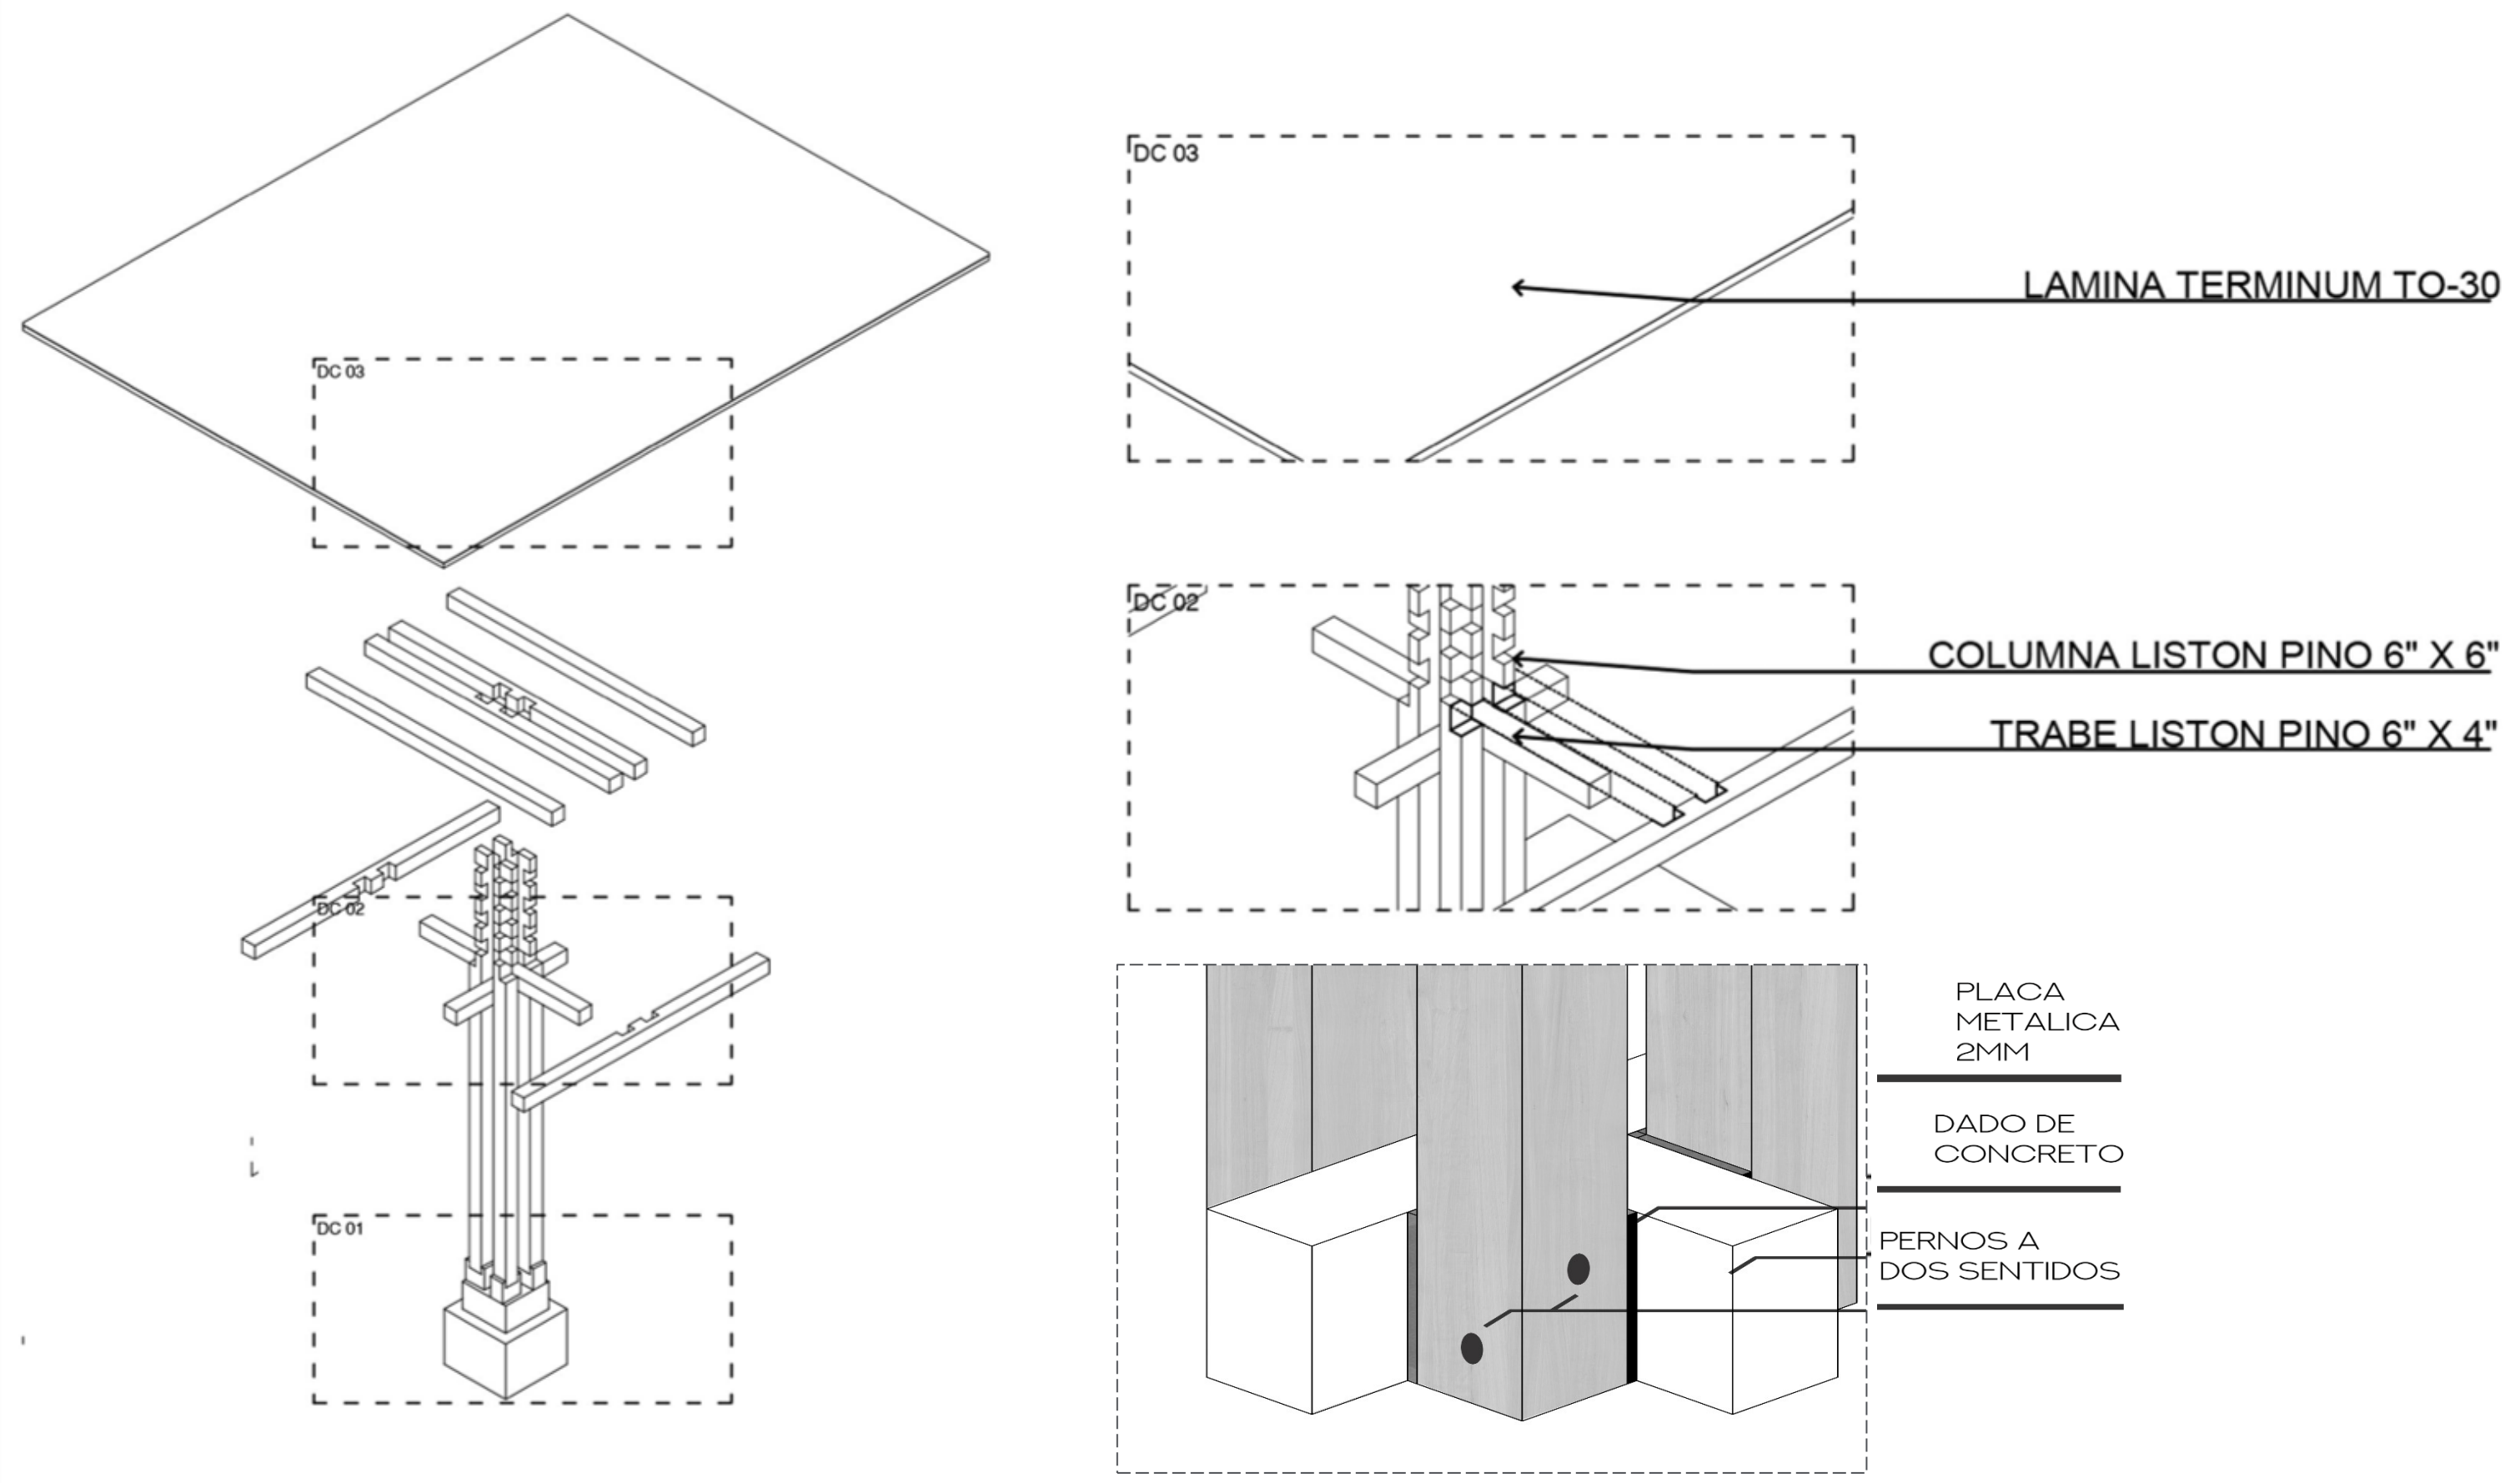 DC 03
DC 02
DC 01
DC 03
LAMINA TERMINUM TO-30
DC 02
COLUMNA LISTON PINO 6" X 6"
TRABE LISTON PINO 6" X 4"
PLACA
METALICA
2MM
DADO DE
CONCRETO
PERNOS A
DOS SENTIDOS